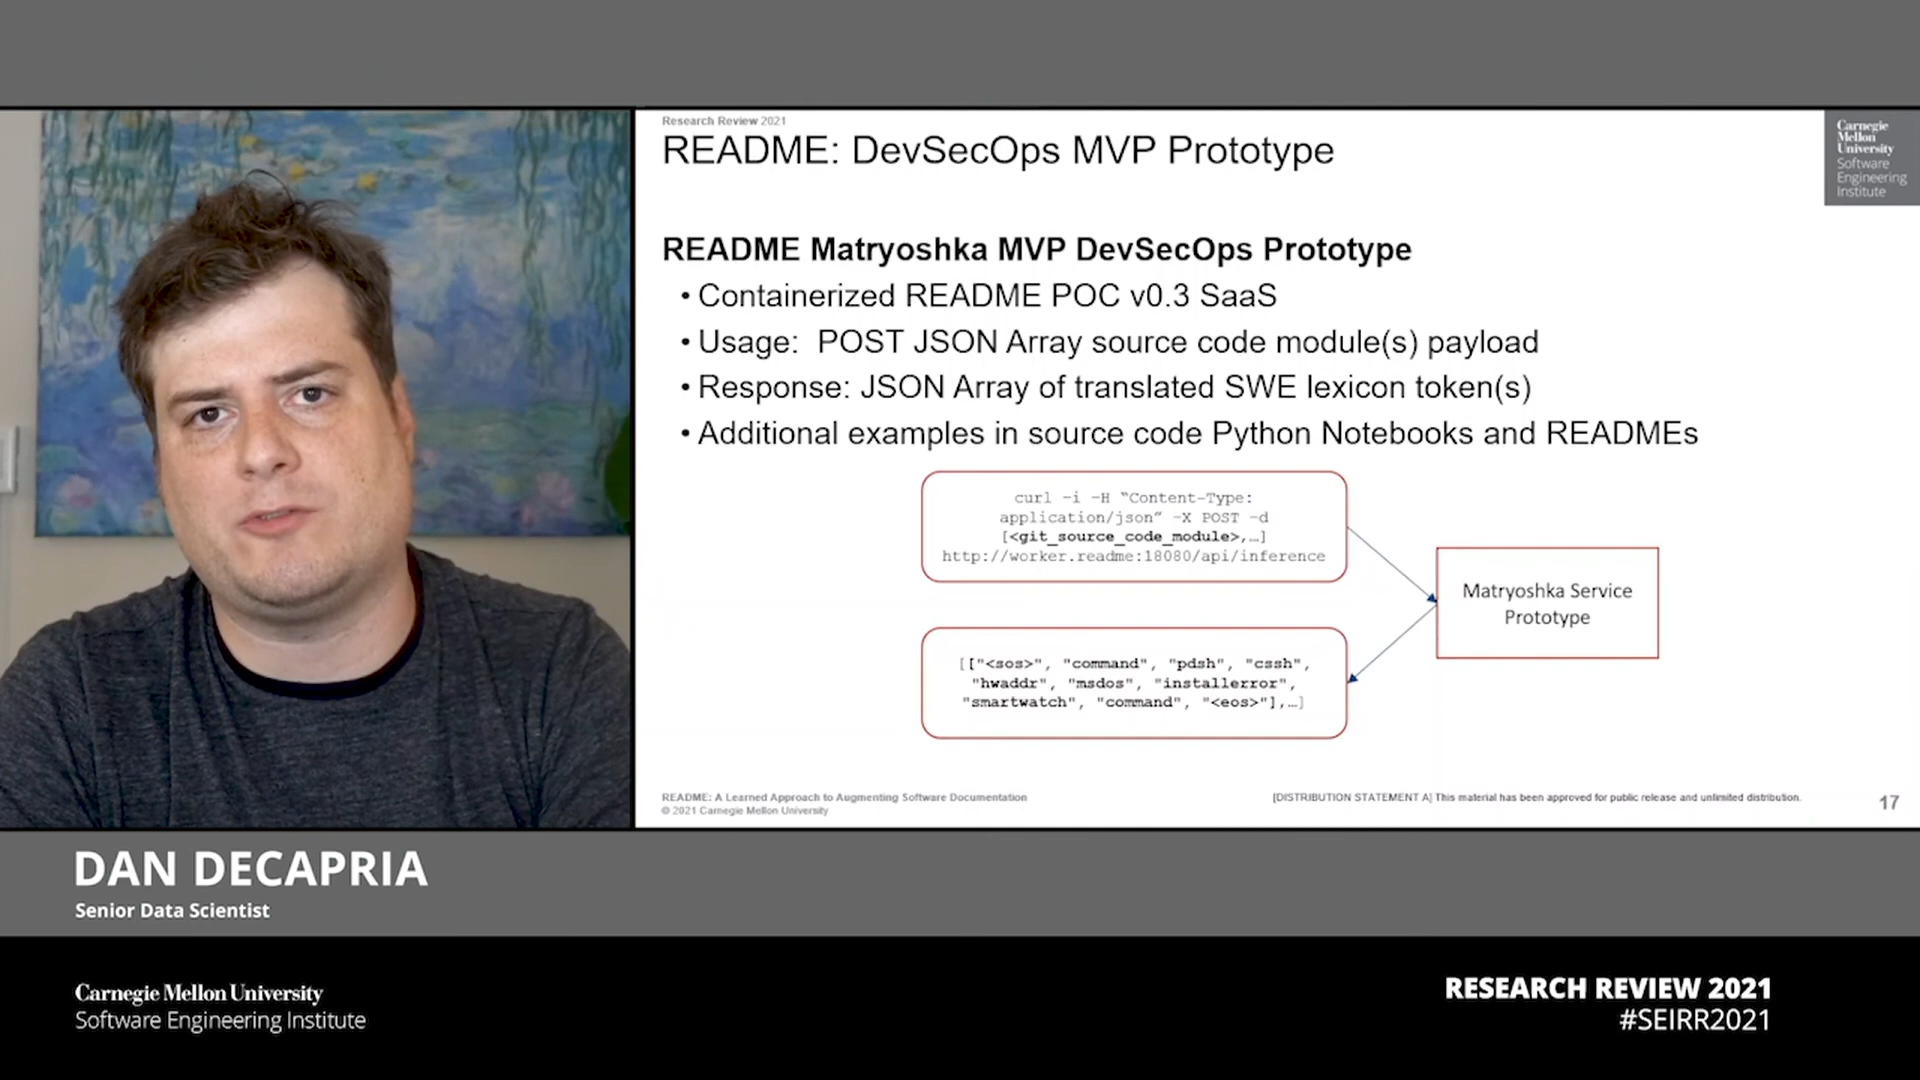 Research Review 2021
README: DevSecOps MVP Prototype
Carnegie
Mellon
University
Software
Engineering
Institute
README Matryoshka MVP DevSecOps Prototype
• Containerized README POC v0.3 SaaS
• Usage:  POST JSON Array source code module(s) payload
• Response: JSON Array of translated SWE lexicon token(s)
• Additional examples in source code Python Notebooks and READMEs
curl –i –H “Content-Type:
application/json” –X POST –d
[<git_source_code_module>,…]
http://worker.readme:18080/api/inference
Matryoshka Service
Prototype
[["<sos>", "command", "pdsh", "cssh",
"hwaddr", "msdos", "installerror",
"smartwatch", "command", "<eos>"],…]
README: A Learned Approach to Augmenting Software Documentation
© 2021 Carnegie Mellon University
[DISTRIBUTION STATEMENT A] This material has been approved for public release and unlimited distribution.
17
DAN DECAPRIA
Senior Data Scientist
Carnegie Mellon University
Software Engineering Institute
RESEARCH REVIEW 2021
#SEIRR2021